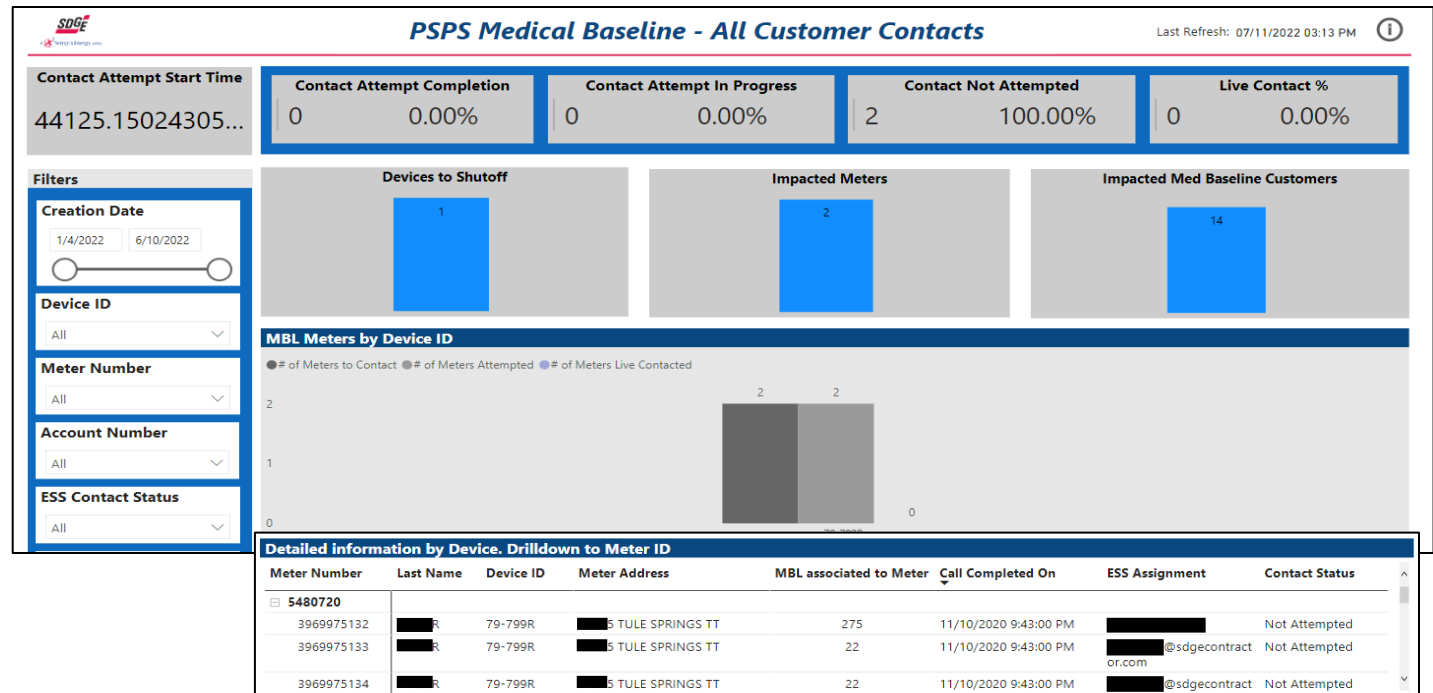 SDGE
A Sempra Energy utility
PSPS Medical Baseline - All Customer Contacts
Last Refresh: 07/11/2022 03:13 PM
Contact Attempt Start Time
44125.15024305...
Contact Attempt Completion
0 0.00%
Contact Attempt In Progress
0 0.00%
Contact Not Attempted
2 100.00%
Live Contact %
0 0.00%
Filters
Creation Date
1/4/2022 6/10/2022
Device ID
All
Meter Number
All
Account Number
All
ESS Contact Status
All
Devices to Shutoff
1
Impacted Meters
2
Impacted Med Baseline Customers
14
MBL Meters by Device ID
# of Meters to Contact # of Meters Attempted # of Meters Live Contacted
2 2
2
1
0
0
Detailed information by Device. Drilldown to Meter ID
Meter Number Last Name Device ID Meter Address MBL associated to Meter Call Completed On ESS Assignment Contact Status
5480720
3969975132 R 79-799R 5 TULE SPRINGS TT 275 11/10/2020 9:43:00 PM Not Attempted
3969975133 R 79-799R 5 TULE SPRINGS TT 22 11/10/2020 9:43:00 PM @sdgecontract Not Attempted
or.com
3969975134 R 79-799R 5 TULE SPRINGS TT 22 11/10/2020 9:43:00 PM @sdgecontract Not Attempted